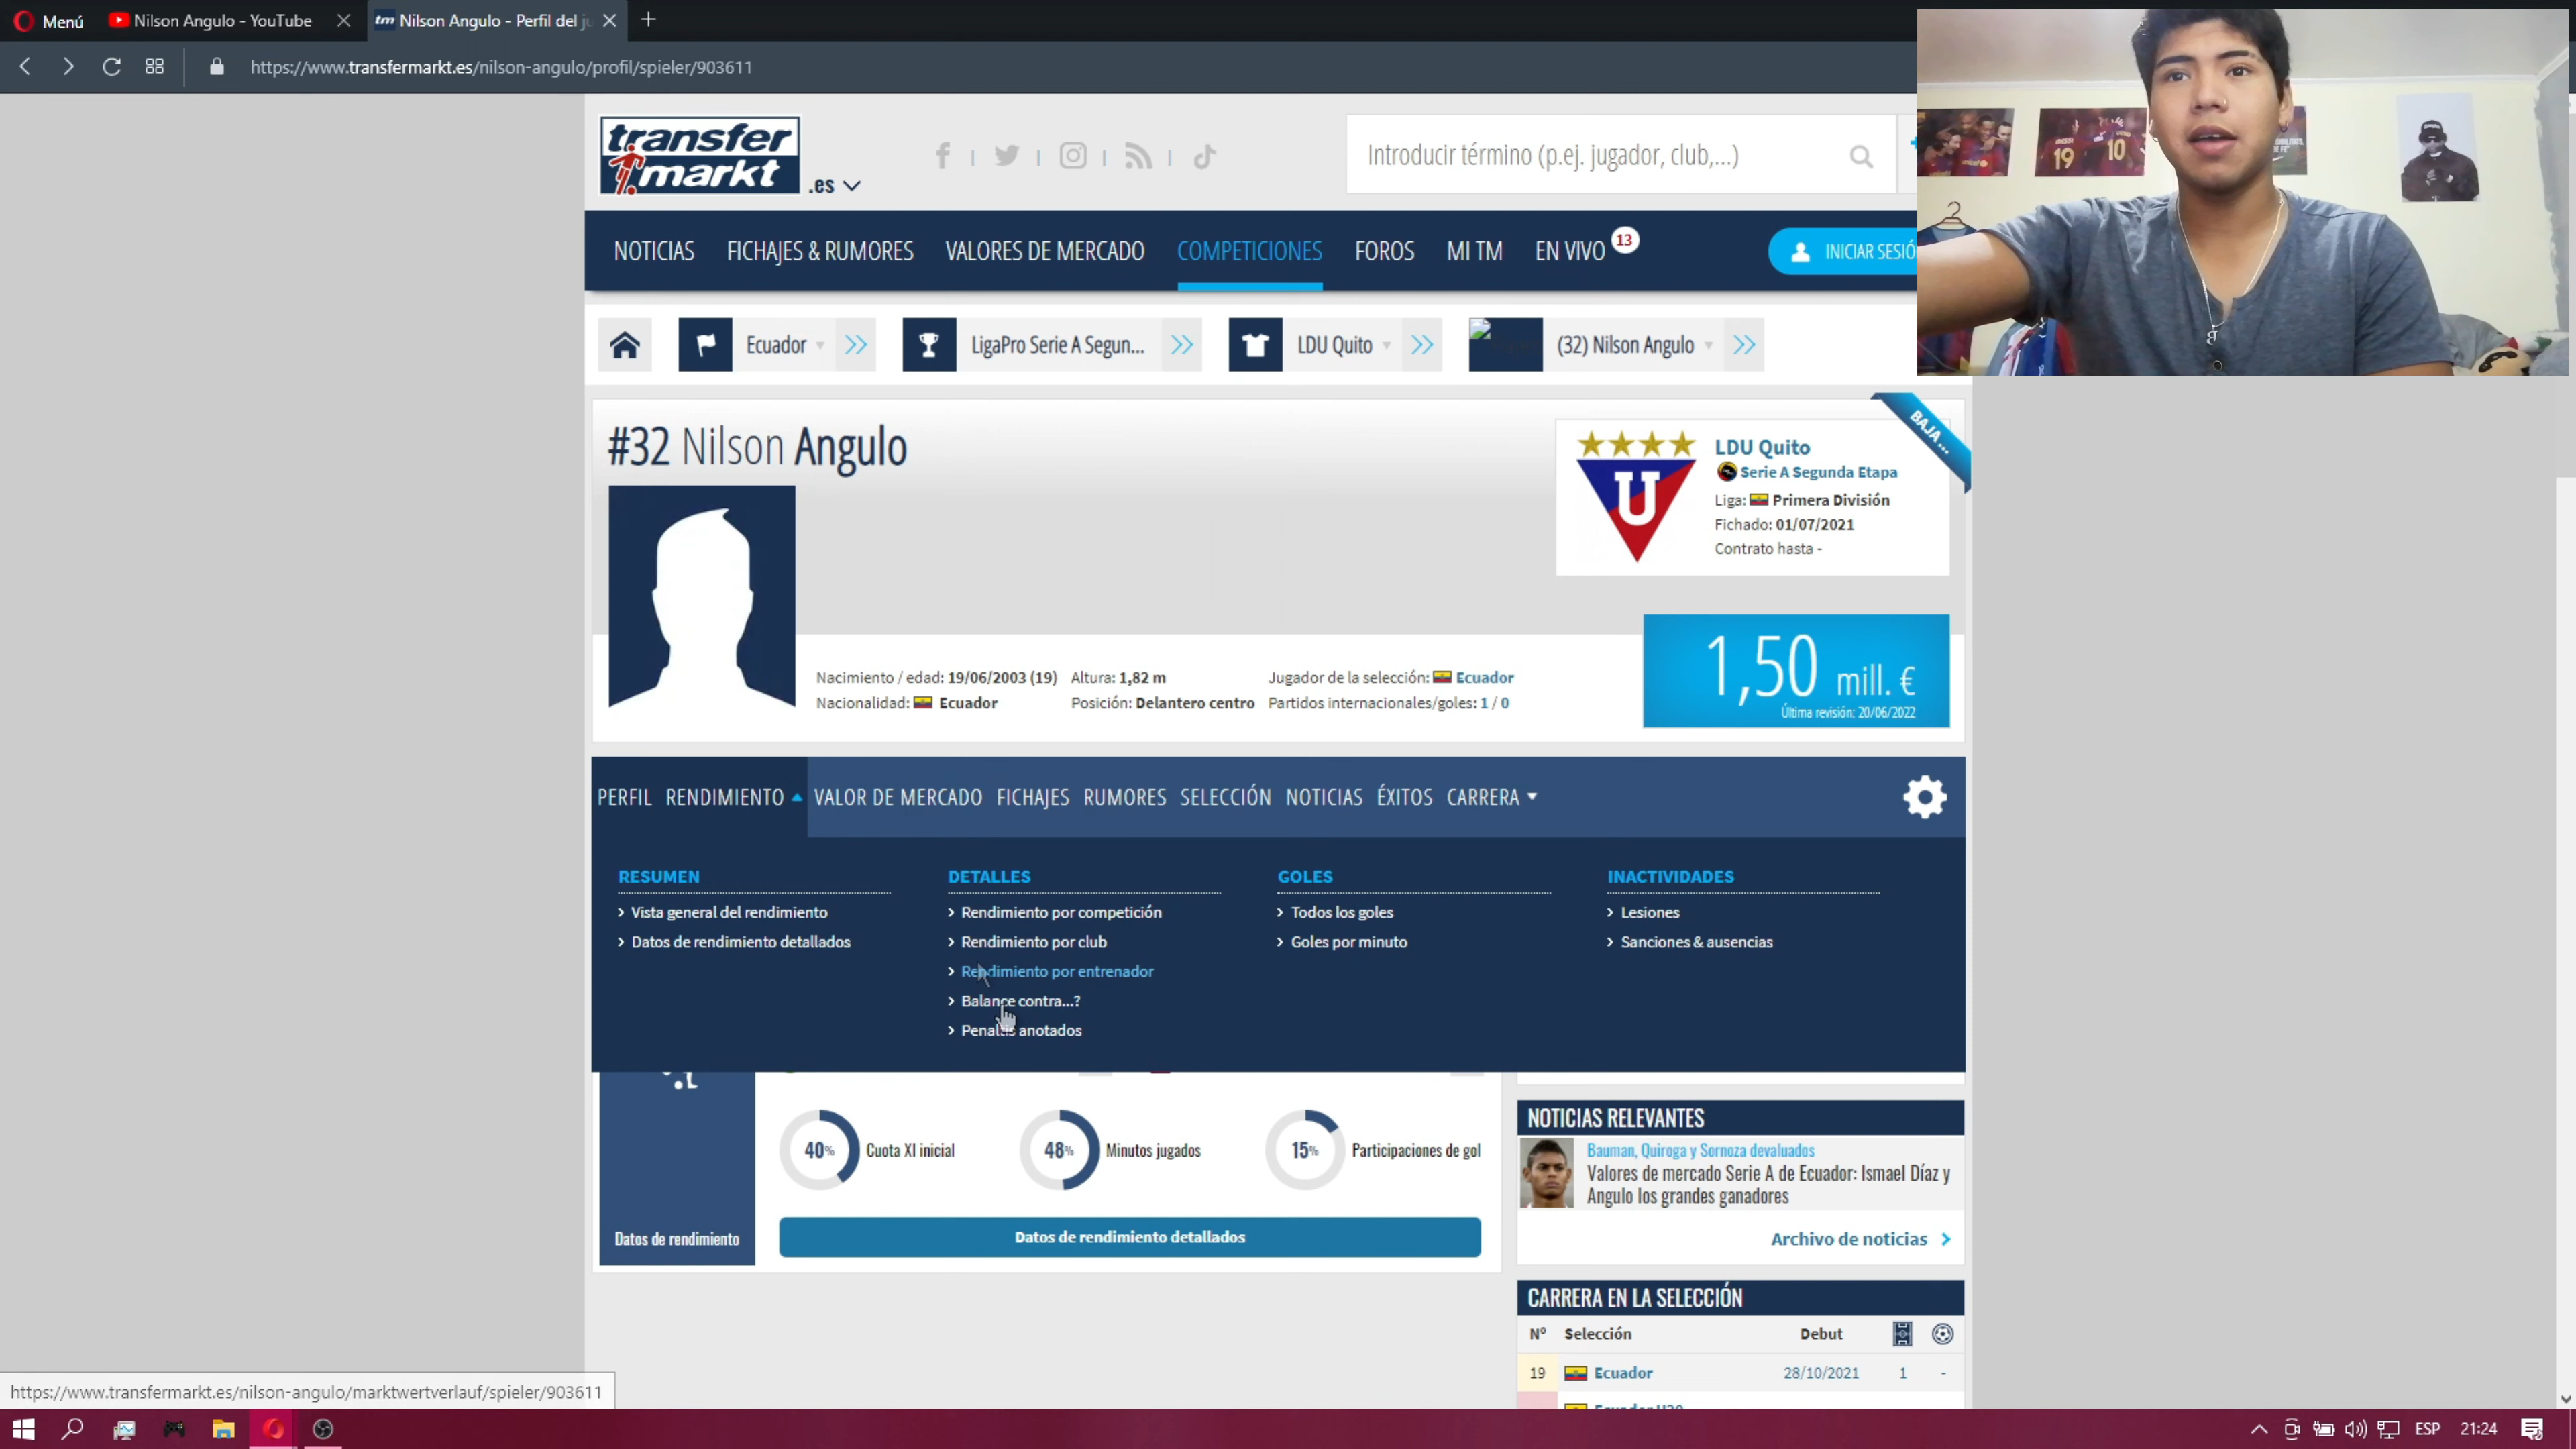 Menú
Nilson Angulo - YouTube
tm Nilson Angulo - Perfil del ju
https://www.transfermarkt.es/nilson-angulo/profil/spieler/903611
transfer
markt
.es
Introducir término (p.ej. jugador, club,...)
NOTICIAS FICHAJES & RUMORES VALORES DE MERCADO COMPETICIONES FOROS MI TM EN VIVO 13
INICIAR SESIÓ
Ecuador
LigaPro Serie A Segun...
LDU Quito
(32) Nilson Angulo
19
10
#32 Nilson Angulo
BAJA ...
U
LDU Quito
Serie A Segunda Etapa
Liga: Primera División
Fichado: 01/07/2021
Contrato hasta -
1,50 mill. €
Última revisión: 20/06/2022
Nacimiento / edad: 19/06/2003 (19) Altura: 1,82 m Jugador de la selección: Ecuador
Nacionalidad: Ecuador Posición: Delantero centro Partidos internacionales/goles: 1 / 0
PERFIL RENDIMIENTO VALOR DE MERCADO FICHAJES RUMORES SELECCIÓN NOTICIAS ÉXITOS CARRERA
RESUMEN
Vista general del rendimiento
Datos de rendimiento detallados
DETALLES
Rendimiento por competición
Rendimiento por club
Rendimiento por entrenador
Balance contra...?
Penaltis anotados
GOLES
Todos los goles
Goles por minuto
INACTIVIDADES
Lesiones
Sanciones & ausencias
40% Cuota XI inicial
48% Minutos jugados
15% Participaciones de gol
Datos de rendimiento
Datos de rendimiento detallados
NOTICIAS RELEVANTES
Bauman, Quiroga y Sornoza devaluados
Valores de mercado Serie A de Ecuador: Ismael Díaz y
Angulo los grandes ganadores
Archivo de noticias
CARRERA EN LA SELECCIÓN
Nº Selección Debut
19 Ecuador 28/10/2021 1 -
https://www.transfermarkt.es/nilson-angulo/marktwertverlauf/spieler/903611
ESP 21:24